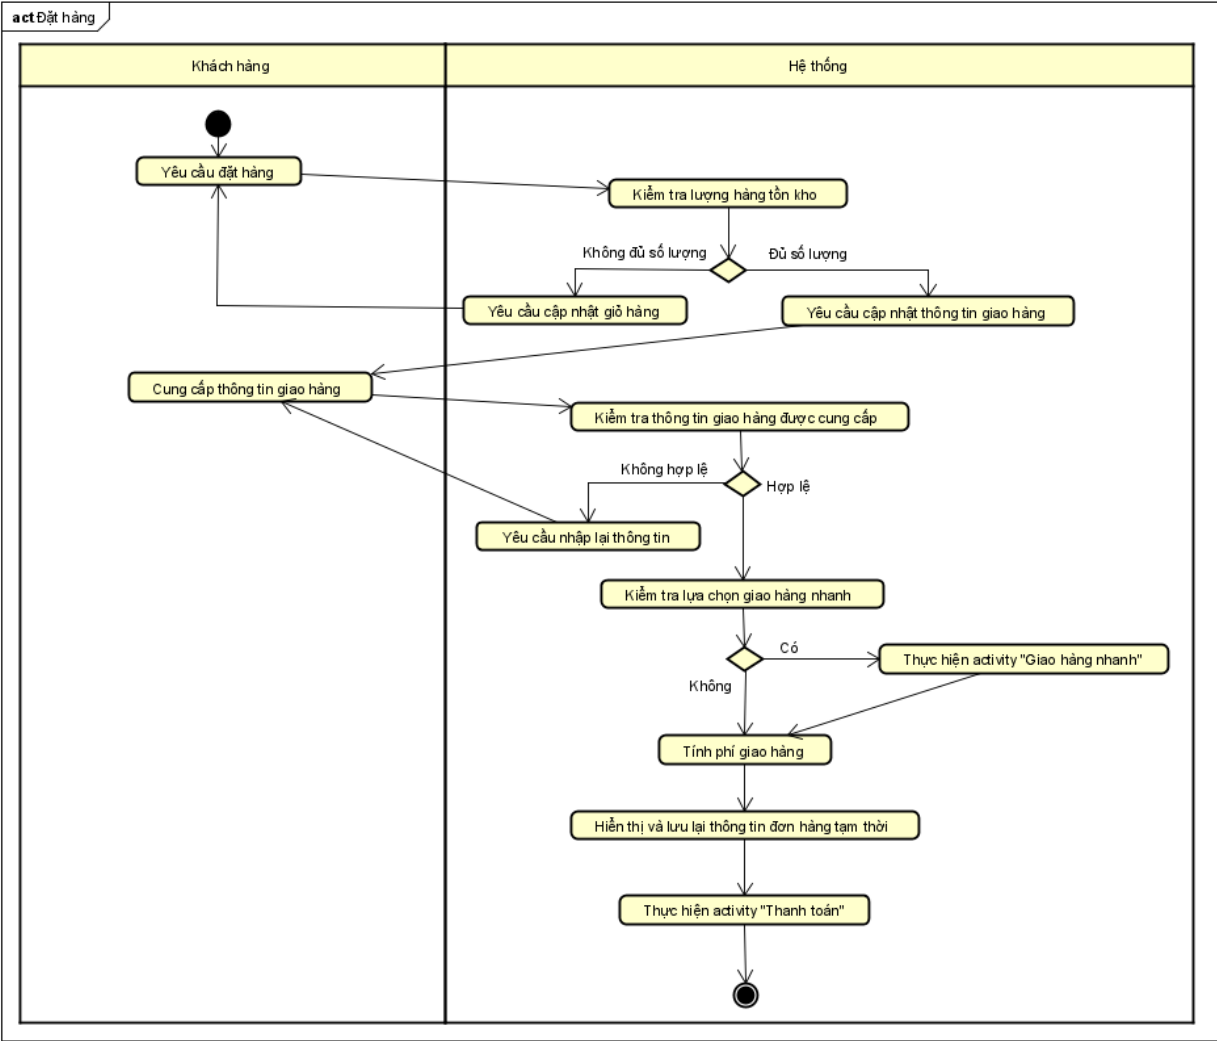 act Đặt hàng
Khách hàng
Hệ thống
Yêu cầu đặt hàng
Kiểm tra lượng hàng tồn kho
Không đủ số lượng
Đủ số lượng
Yêu cầu cập nhật giỏ hàng
Yêu cầu cập nhật thông tin giao hàng
Cung cấp thông tin giao hàng
Kiểm tra thông tin giao hàng được cung cấp
Không hợp lệ
Hợp lệ
Yêu cầu nhập lại thông tin
Kiểm tra lựa chọn giao hàng nhanh
Có
Thực hiện activity "Giao hàng nhanh"
Không
Tính phí giao hàng
Hiển thị và lưu lại thông tin đơn hàng tạm thời
Thực hiện activity "Thanh toán"